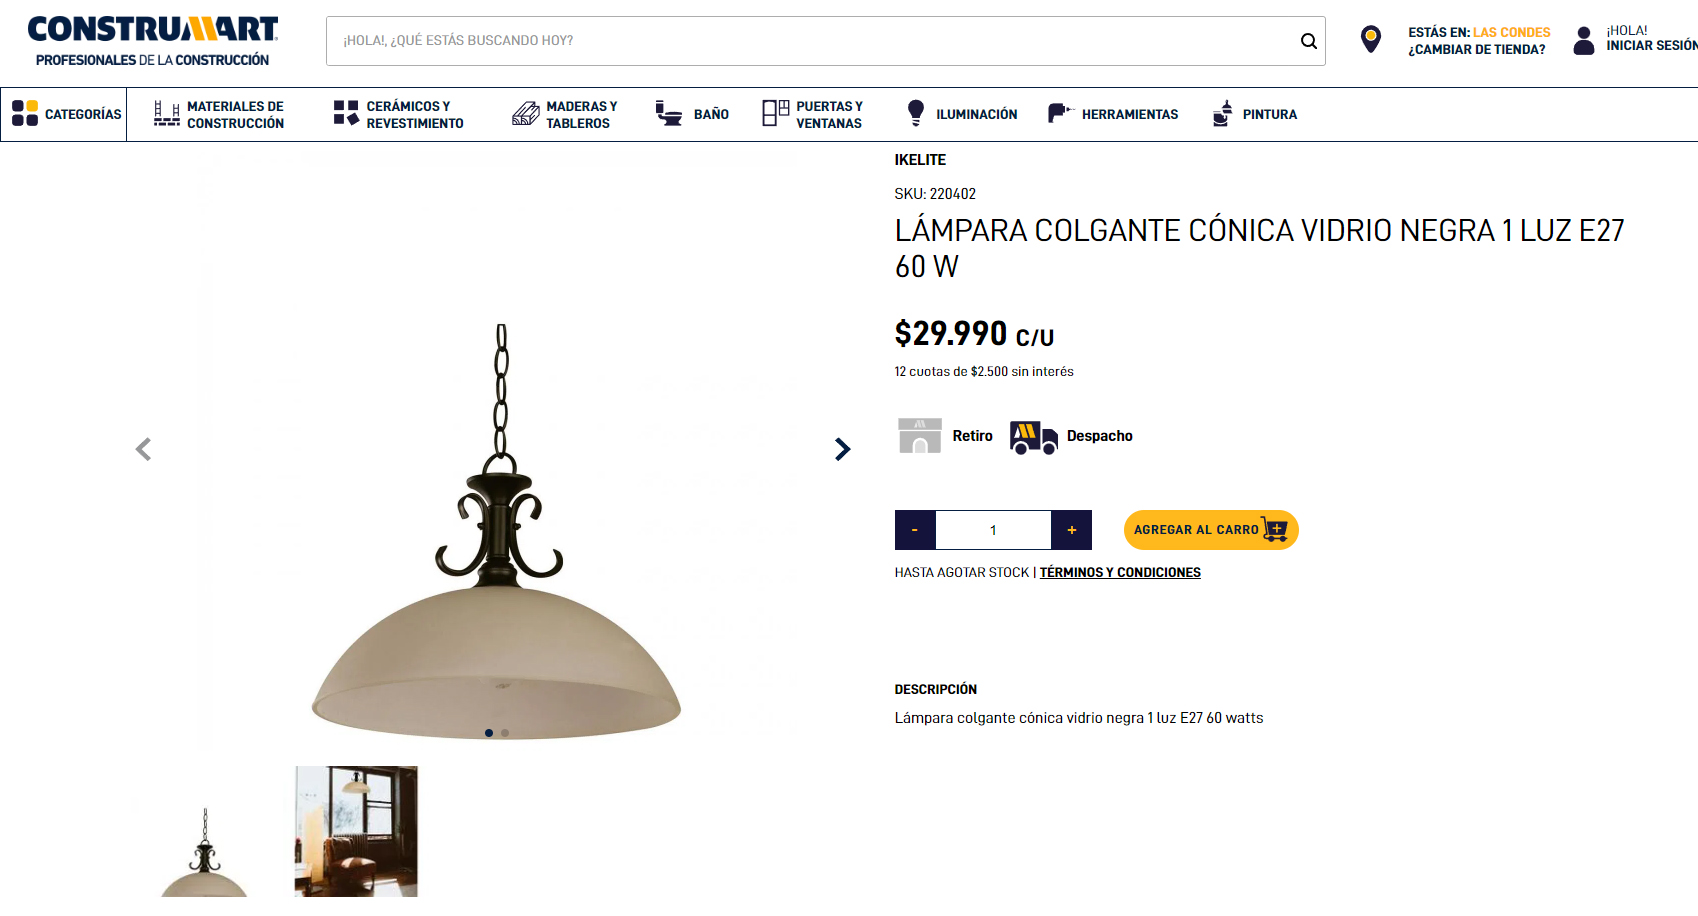 CONSTRUMART
PROFESIONALES DE LA CONSTRUCCIÓN
¡HOLA!, ¿QUÉ ESTÁS BUSCANDO HOY?
ESTÁS EN: LAS CONDES
¿CAMBIAR DE TIENDA?
¡HOLA!
INICIAR SESIÓN
CATEGORÍAS
MATERIALES DE
CONSTRUCCIÓN
CERÁMICOS Y
REVESTIMIENTO
MADERAS Y
TABLEROS
BAÑO
PUERTAS Y
VENTANAS
ILUMINACIÓN
HERRAMIENTAS
PINTURA
IKELITE
SKU: 220402
LÁMPARA COLGANTE CÓNICA VIDRIO NEGRA 1 LUZ E27
60 W
$29.990 C/U
12 cuotas de $2.500 sin interés
Retiro
Despacho
- 1 +
AGREGAR AL CARRO
HASTA AGOTAR STOCK | TÉRMINOS Y CONDICIONES
DESCRIPCIÓN
Lámpara colgante cónica vidrio negra 1 luz E27 60 watts